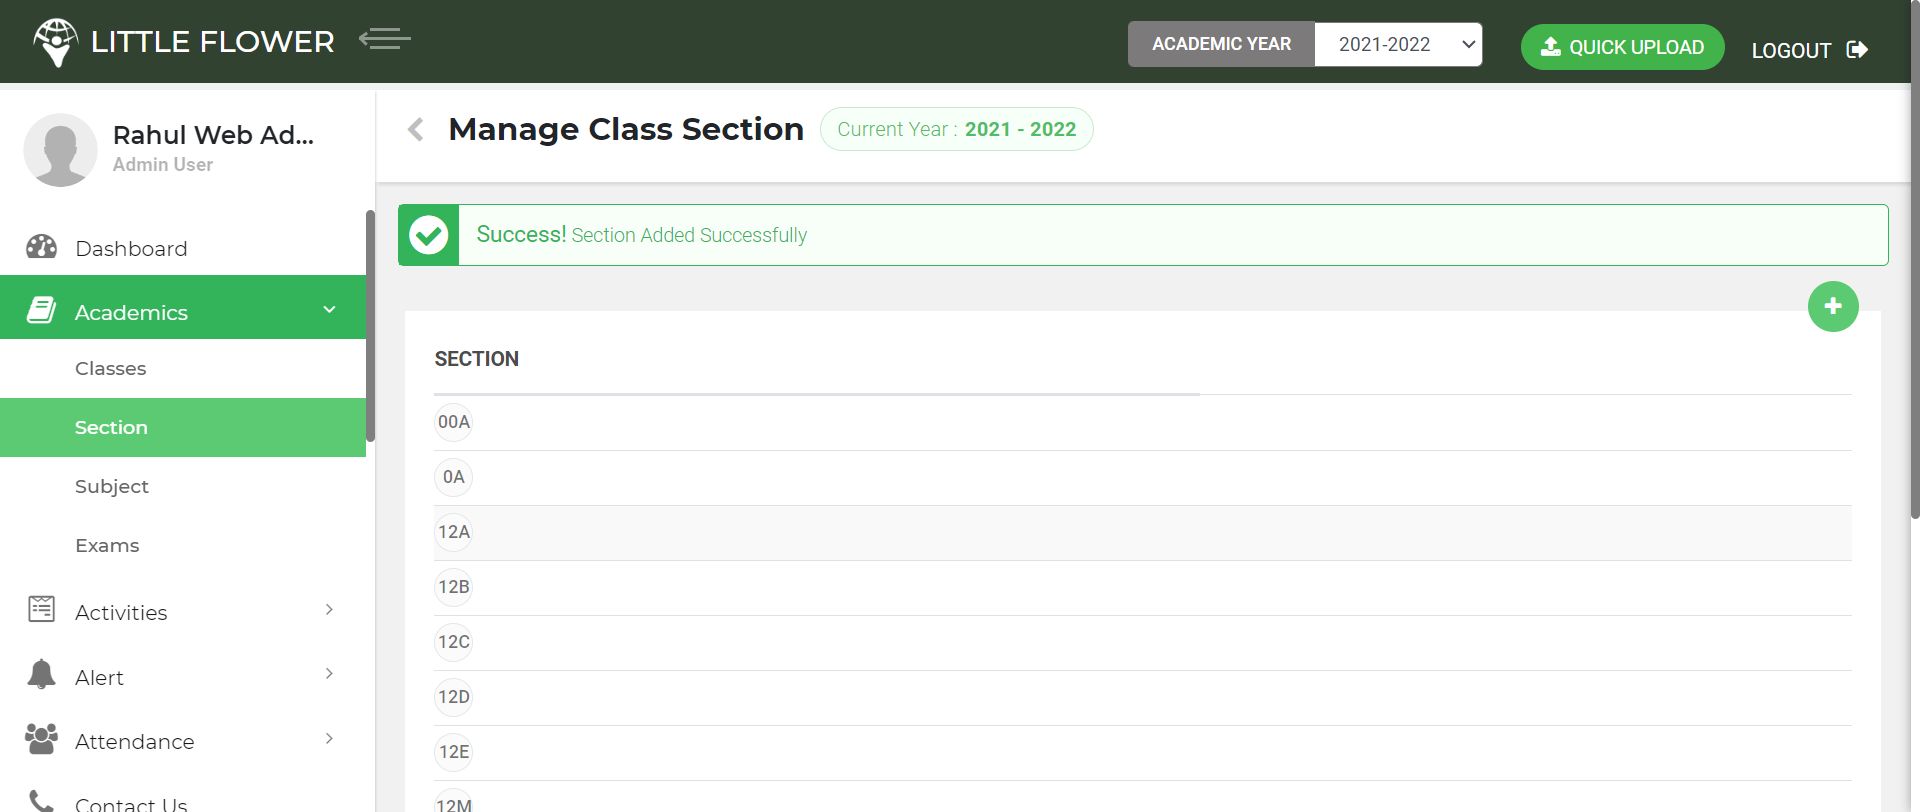 LITTLE FLOWER
ACADEMIC YEAR
2021-2022
QUICK UPLOAD
LOGOUT
Rahul Web Ad...
Admin User
Dashboard
Academics
Classes
Section
Subject
Exams
Activities
Alert
Attendance
Contact Us
Manage Class Section
Current Year : 2021 - 2022
Success! Section Added Successfully
SECTION
00A
0A
12A
12B
12C
12D
12E
12M